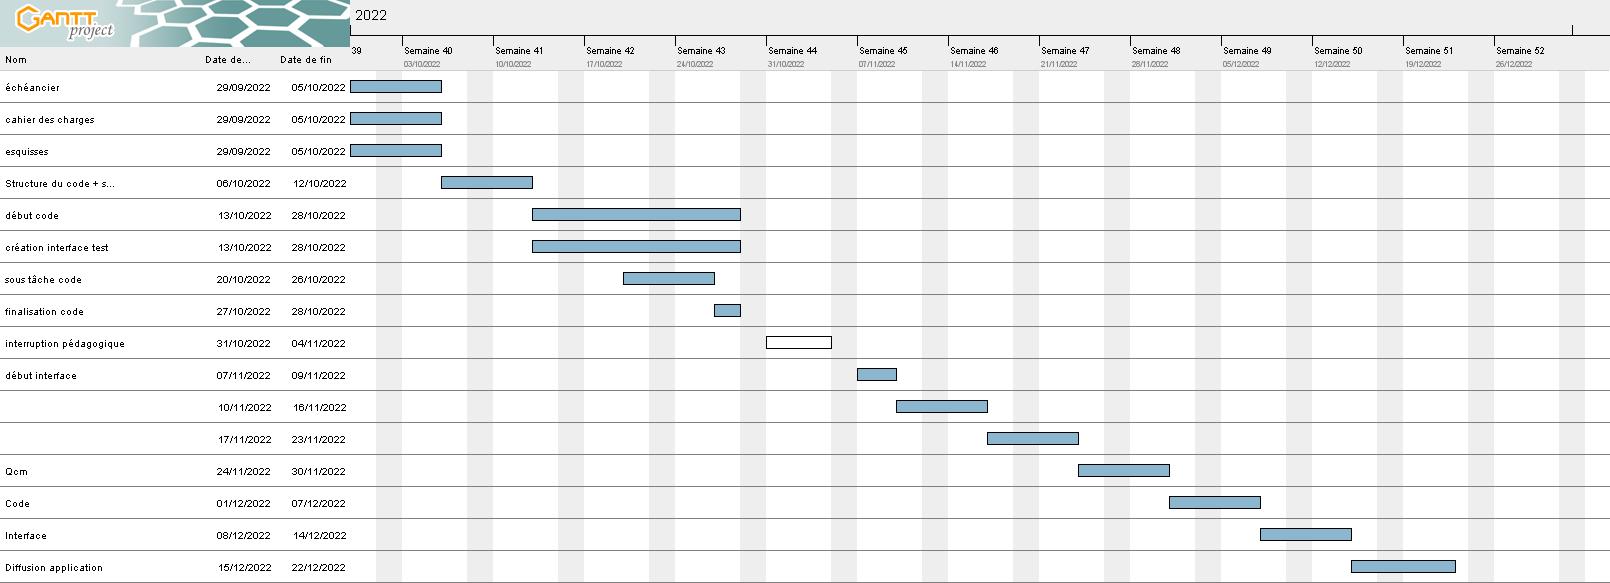 GANTT
project
2022
39 Semaine 40 Semaine 41 Semaine 42 Semaine 43 Semaine 44 Semaine 45 Semaine 46 Semaine 47 Semaine 48 Semaine 49 Semaine 50 Semaine 51 Semaine 52
Nom Date de... Date de fin 03/10/2022 10/10/2022 17/10/2022 24/10/2022 31/10/2022 07/11/2022 14/11/2022 21/11/2022 28/11/2022 05/12/2022 12/12/2022 19/12/2022 26/12/2022
échéancier 29/09/2022 05/10/2022
cahier des charges 29/09/2022 05/10/2022
esquisses 29/09/2022 05/10/2022
Structure du code + s... 06/10/2022 12/10/2022
début code 13/10/2022 28/10/2022
création interface test 13/10/2022 28/10/2022
sous tâche code 20/10/2022 26/10/2022
finalisation code 27/10/2022 28/10/2022
interruption pédagogique 31/10/2022 04/11/2022
début interface 07/11/2022 09/11/2022
10/11/2022 16/11/2022
17/11/2022 23/11/2022
Qcm 24/11/2022 30/11/2022
Code 01/12/2022 07/12/2022
Interface 08/12/2022 14/12/2022
Diffusion application 15/12/2022 22/12/2022